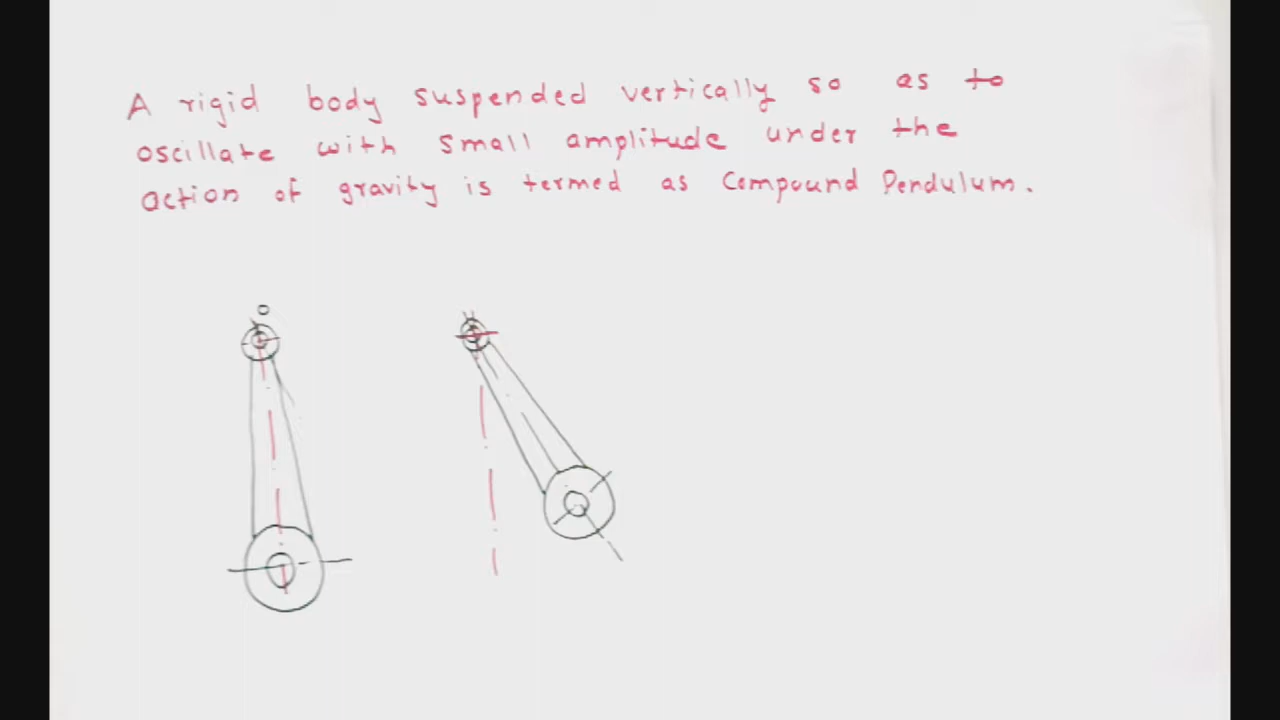 A rigid body suspended vertically so as to
oscillate with small amplitude under the
action of gravity is termed as Compound Pendulum.
O